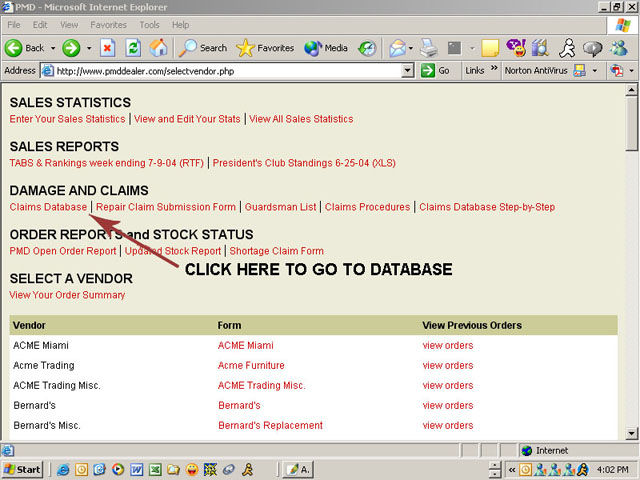 PMD - Microsoft Internet Explorer
File Edit View Favorites Tools Help
Back Search Favorites Media
Address http://www.pmddealer.com/selectvendor.php Go Links » Norton AntiVirus
SALES STATISTICS
Enter Your Sales Statistics | View and Edit Your Stats | View All Sales Statistics
SALES REPORTS
TABS & Rankings week ending 7-9-04 (RTF) | President's Club Standings 6-25-04 (XLS)
DAMAGE AND CLAIMS
Claims Database | Repair Claim Submission Form | Guardsman List | Claims Procedures | Claims Database Step-by-Step
ORDER REPORTS and STOCK STATUS
PMD Open Order Report | Updated Stock Report | Shortage Claim Form
CLICK HERE TO GO TO DATABASE
SELECT A VENDOR
View Your Order Summary
Vendor Form View Previous Orders
ACME Miami ACME Miami view orders
Acme Trading Acme Furniture view orders
ACME Trading Misc. ACME Trading Misc. view orders
Bernard's Bernard's view orders
Bernard's Misc. Bernard's Replacement view orders
Internet
Start » A. « 4:02 PM